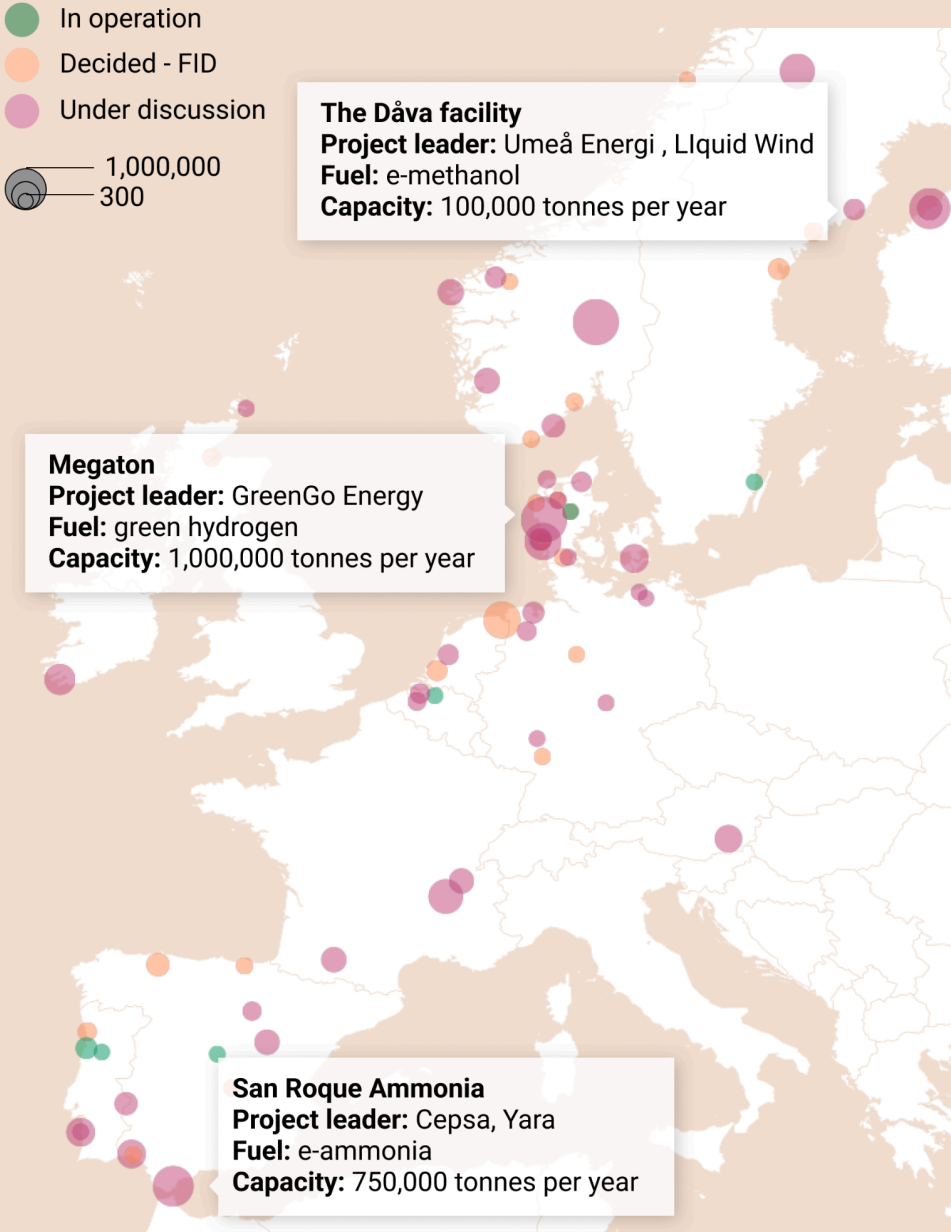 In operation
Decided - FID
Under discussion
1,000,000
300
The Dåva facility
Project leader: Umeå Energi , LIquid Wind
Fuel: e-methanol
Capacity: 100,000 tonnes per year
Megaton
Project leader: GreenGo Energy
Fuel: green hydrogen
Capacity: 1,000,000 tonnes per year
San Roque Ammonia
Project leader: Cepsa, Yara
Fuel: e-ammonia
Capacity: 750,000 tonnes per year